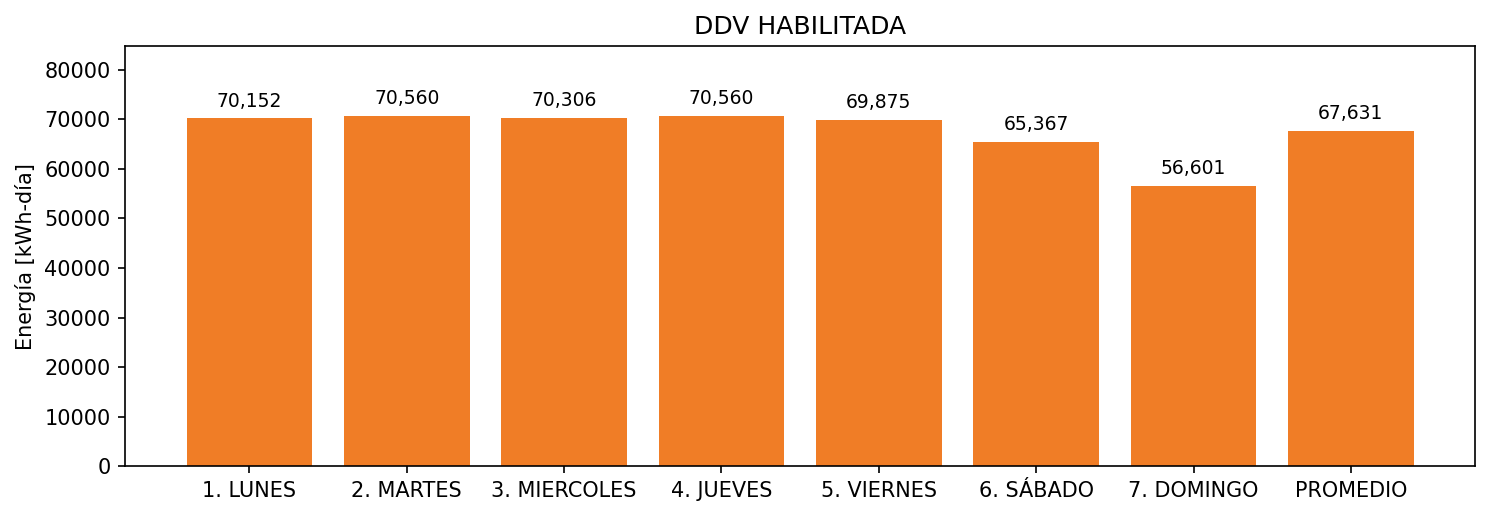 DDV HABILITADA
Energía [kWh-día]
80000
70000
60000
50000
40000
30000
20000
10000
0
70,152
70,560
70,306
70,560
69,875
65,367
56,601
67,631
1. LUNES
2. MARTES
3. MIERCOLES
4. JUEVES
5. VIERNES
6. SÁBADO
7. DOMINGO
PROMEDIO